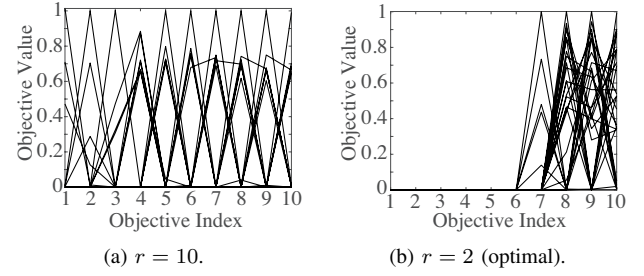 1
0.8
0.6
0.4
0.2
0
Objective Value
1 2 3 4 5 6 7 8 9 10
Objective Index
(a) r = 10.
1
0.8
0.6
0.4
0.2
0
Objective Value
1 2 3 4 5 6 7 8 9 10
Objective Index
(b) r = 2 (optimal).